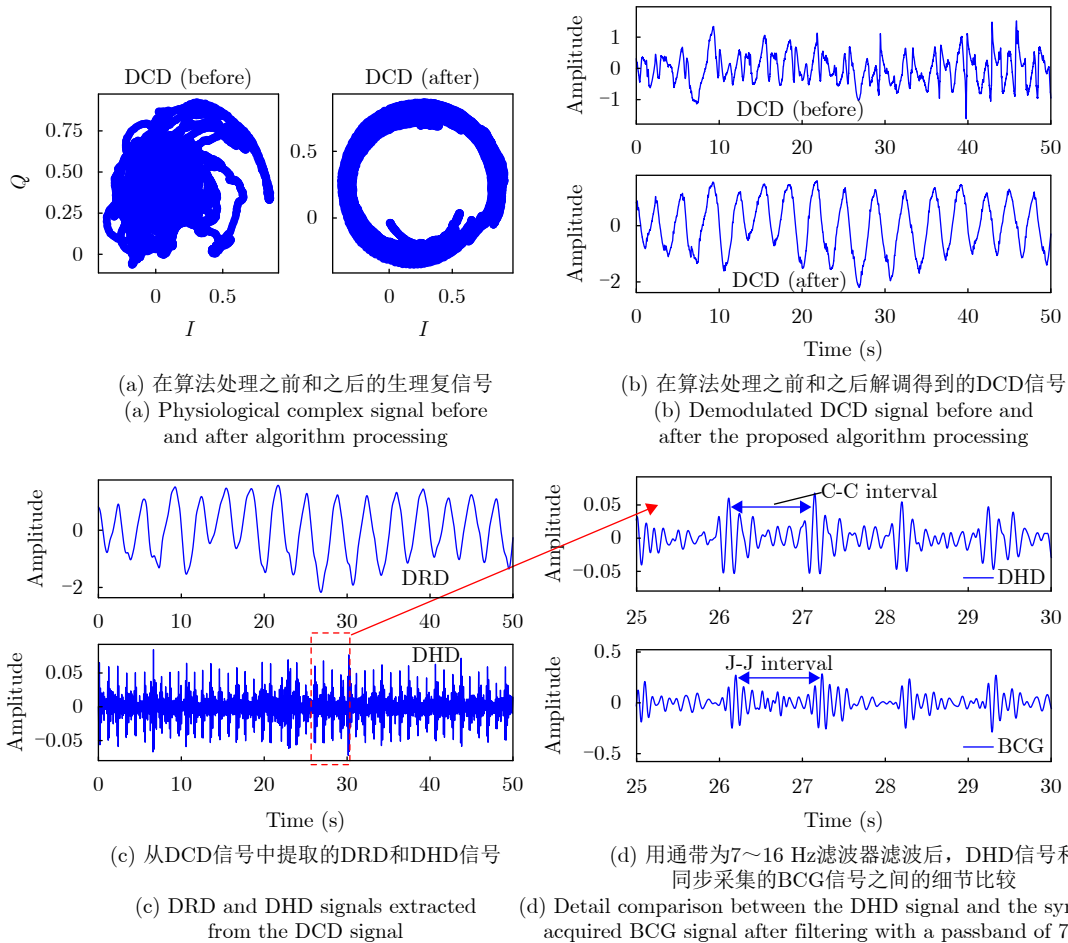 DCD (before)
DCD (after)
0.75
0.50
0.25
0
Q
0
0.5
I
0.5
0
0
0.5
I
1
0
−1
Amplitude
DCD (before)
0
10
20
30
40
50
0
−2
Amplitude
DCD (after)
0
10
20
30
40
50
Time (s)
(a) 在算法处理之前和之后的生理复信号
(a) Physiological complex signal before
and after algorithm processing
(b) 在算法处理之前和之后解调得到的DCD信号
(b) Demodulated DCD signal before and
after the proposed algorithm processing
0
−2
Amplitude
DRD
0
10
20
30
40
50
0.05
0
−0.05
Amplitude
DHD
0
10
20
30
40
50
Time (s)
0.05
0
−0.05
Amplitude
C-C interval
DHD
25
26
27
28
29
30
0.5
0
−0.5
Amplitude
J-J interval
BCG
25
26
27
28
29
30
Time (s)
(c) 从DCD信号中提取的DRD和DHD信号
(c) DRD and DHD signals extracted
from the DCD signal
(d) 用通带为7～16 Hz滤波器滤波后，DHD信号和
同步采集的BCG信号之间的细节比较
(d) Detail comparison between the DHD signal and the
acquired BCG signal after filtering with a passband of 7